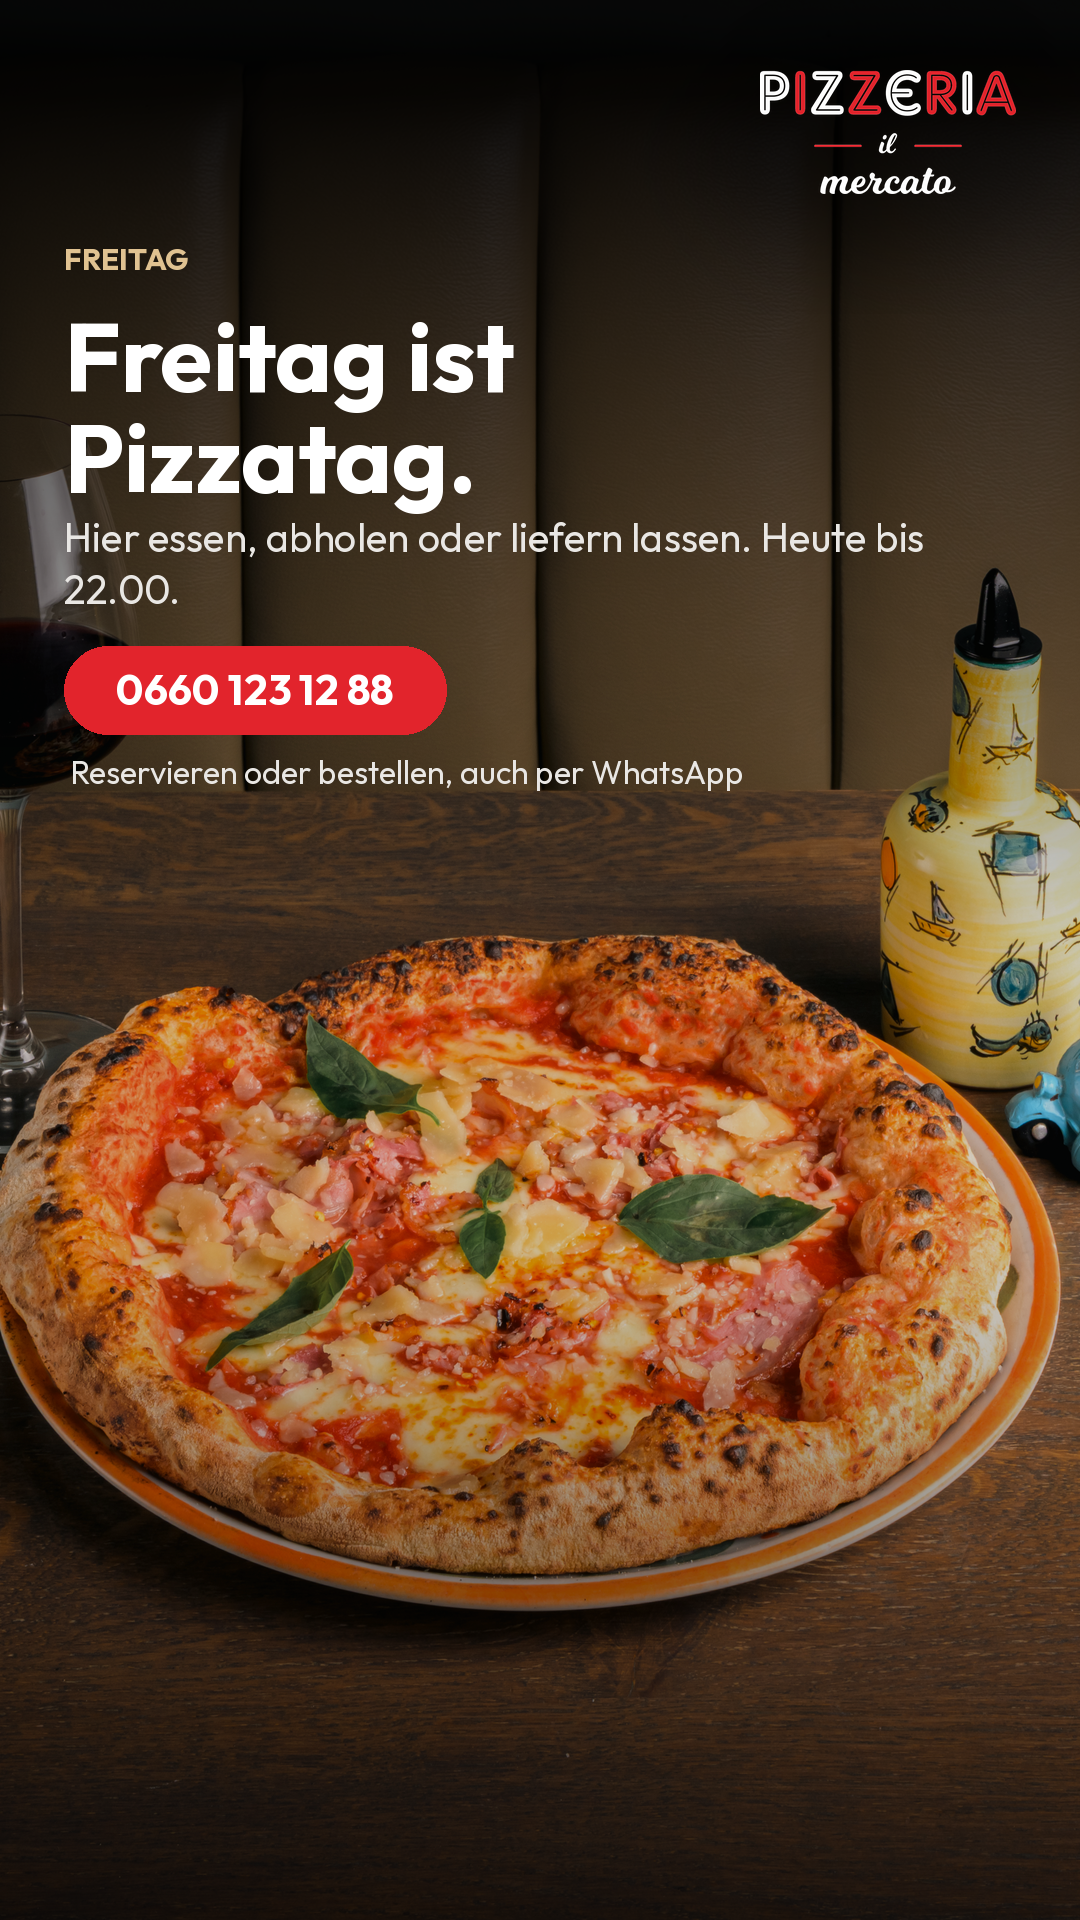 PIZZERIA
il
mercato
FREITAG
Freitag ist
Pizzatag.
Hier essen, abholen oder liefern lassen. Heute bis
22.00.
0660 123 12 88
Reservieren oder bestellen, auch per WhatsApp